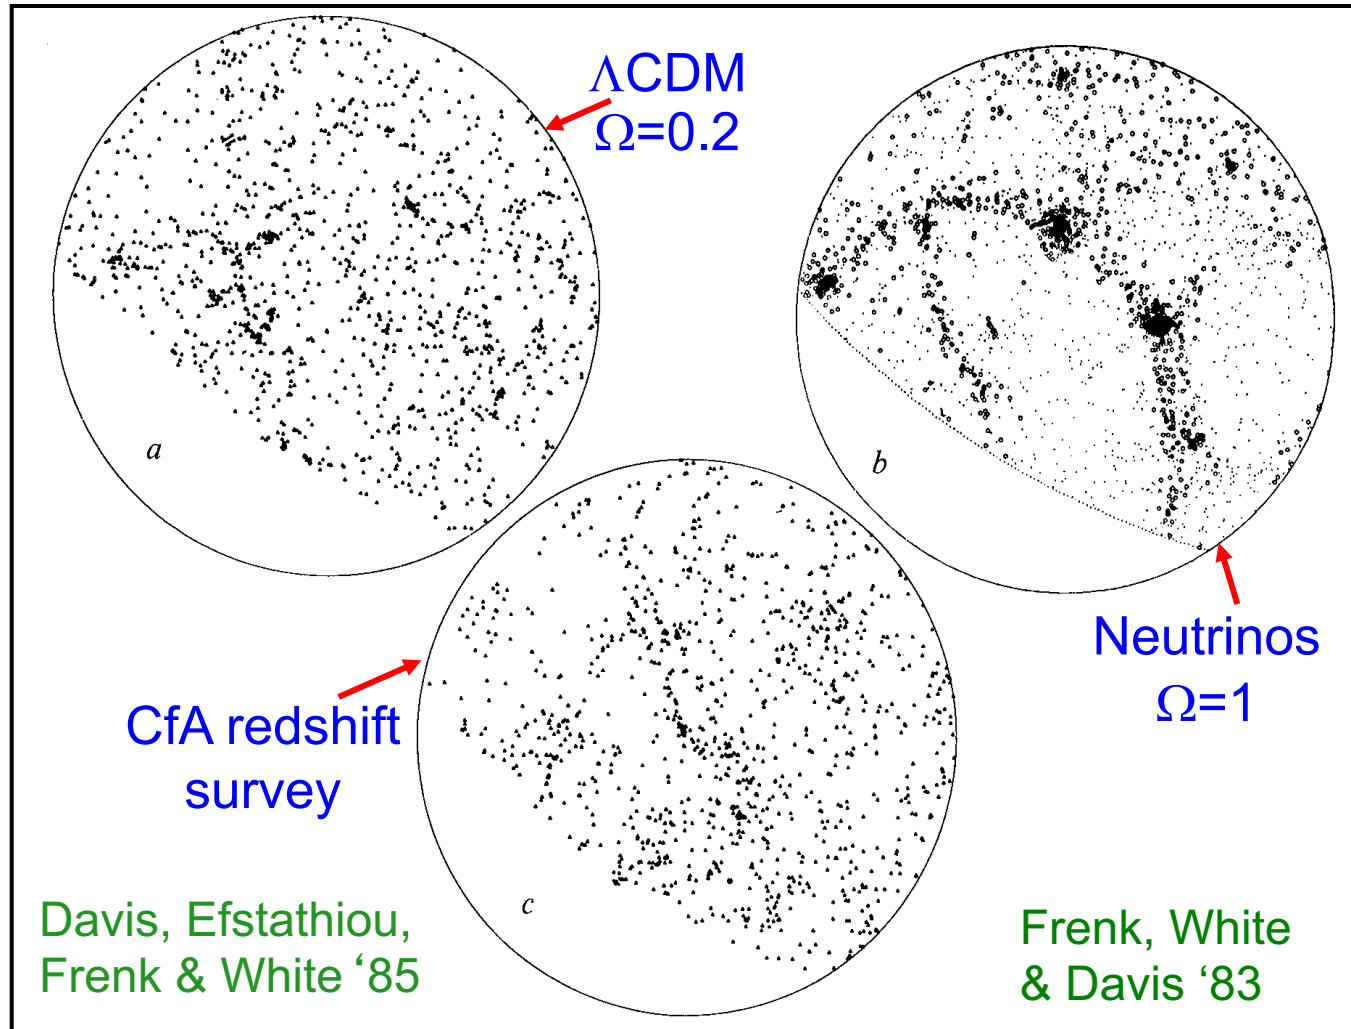 ΛCDM
Ω=0.2
a
b
Neutrinos
Ω=1
CfA redshift
survey
c
Davis, Efstathiou,
Frenk & White ‘85
Frenk, White
& Davis ‘83